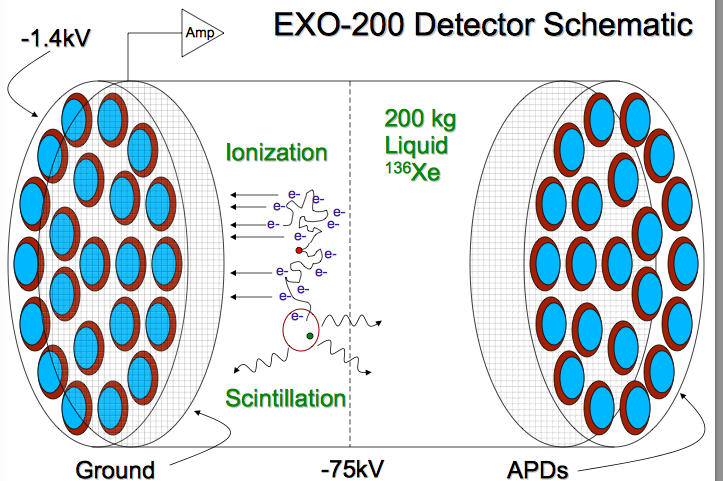 EXO-200 Detector Schematic
-1.4kV
Amp
200 kg
Liquid
¹³⁶Xe
Ionization
e-
e-
e-
e-
e-
e-
e-
e-
e-
e-
e-
e-
Scintillation
Ground
-75kV
APDs